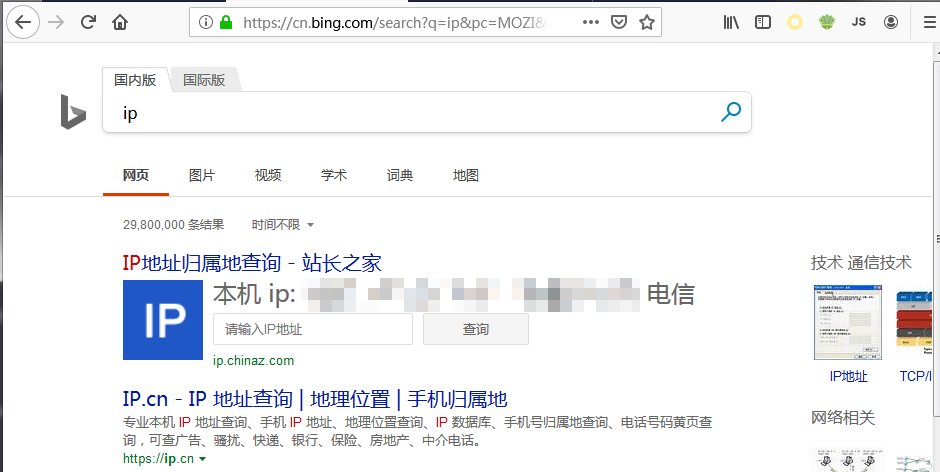 https://cn.bing.com/search?q=ip&pc=MOZI&
JS
国内版 国际版
ip
网页 图片 视频 学术 词典 地图
29,800,000 条结果 时间不限
IP地址归属地查询 - 站长之家
IP
本机 ip: 电信
请输入IP地址 查询
ip.chinaz.com
IP.cn - IP 地址查询 | 地理位置 | 手机归属地
专业本机 IP 地址查询、手机 IP 地址、地理位置查询、IP 数据库、手机号归属地查询、电话号码黄页查
询，可查广告、骚扰、快递、银行、保险、房地产、中介电话。
https://ip.cn
技术 通信技术
IP地址 TCP/I
网络相关